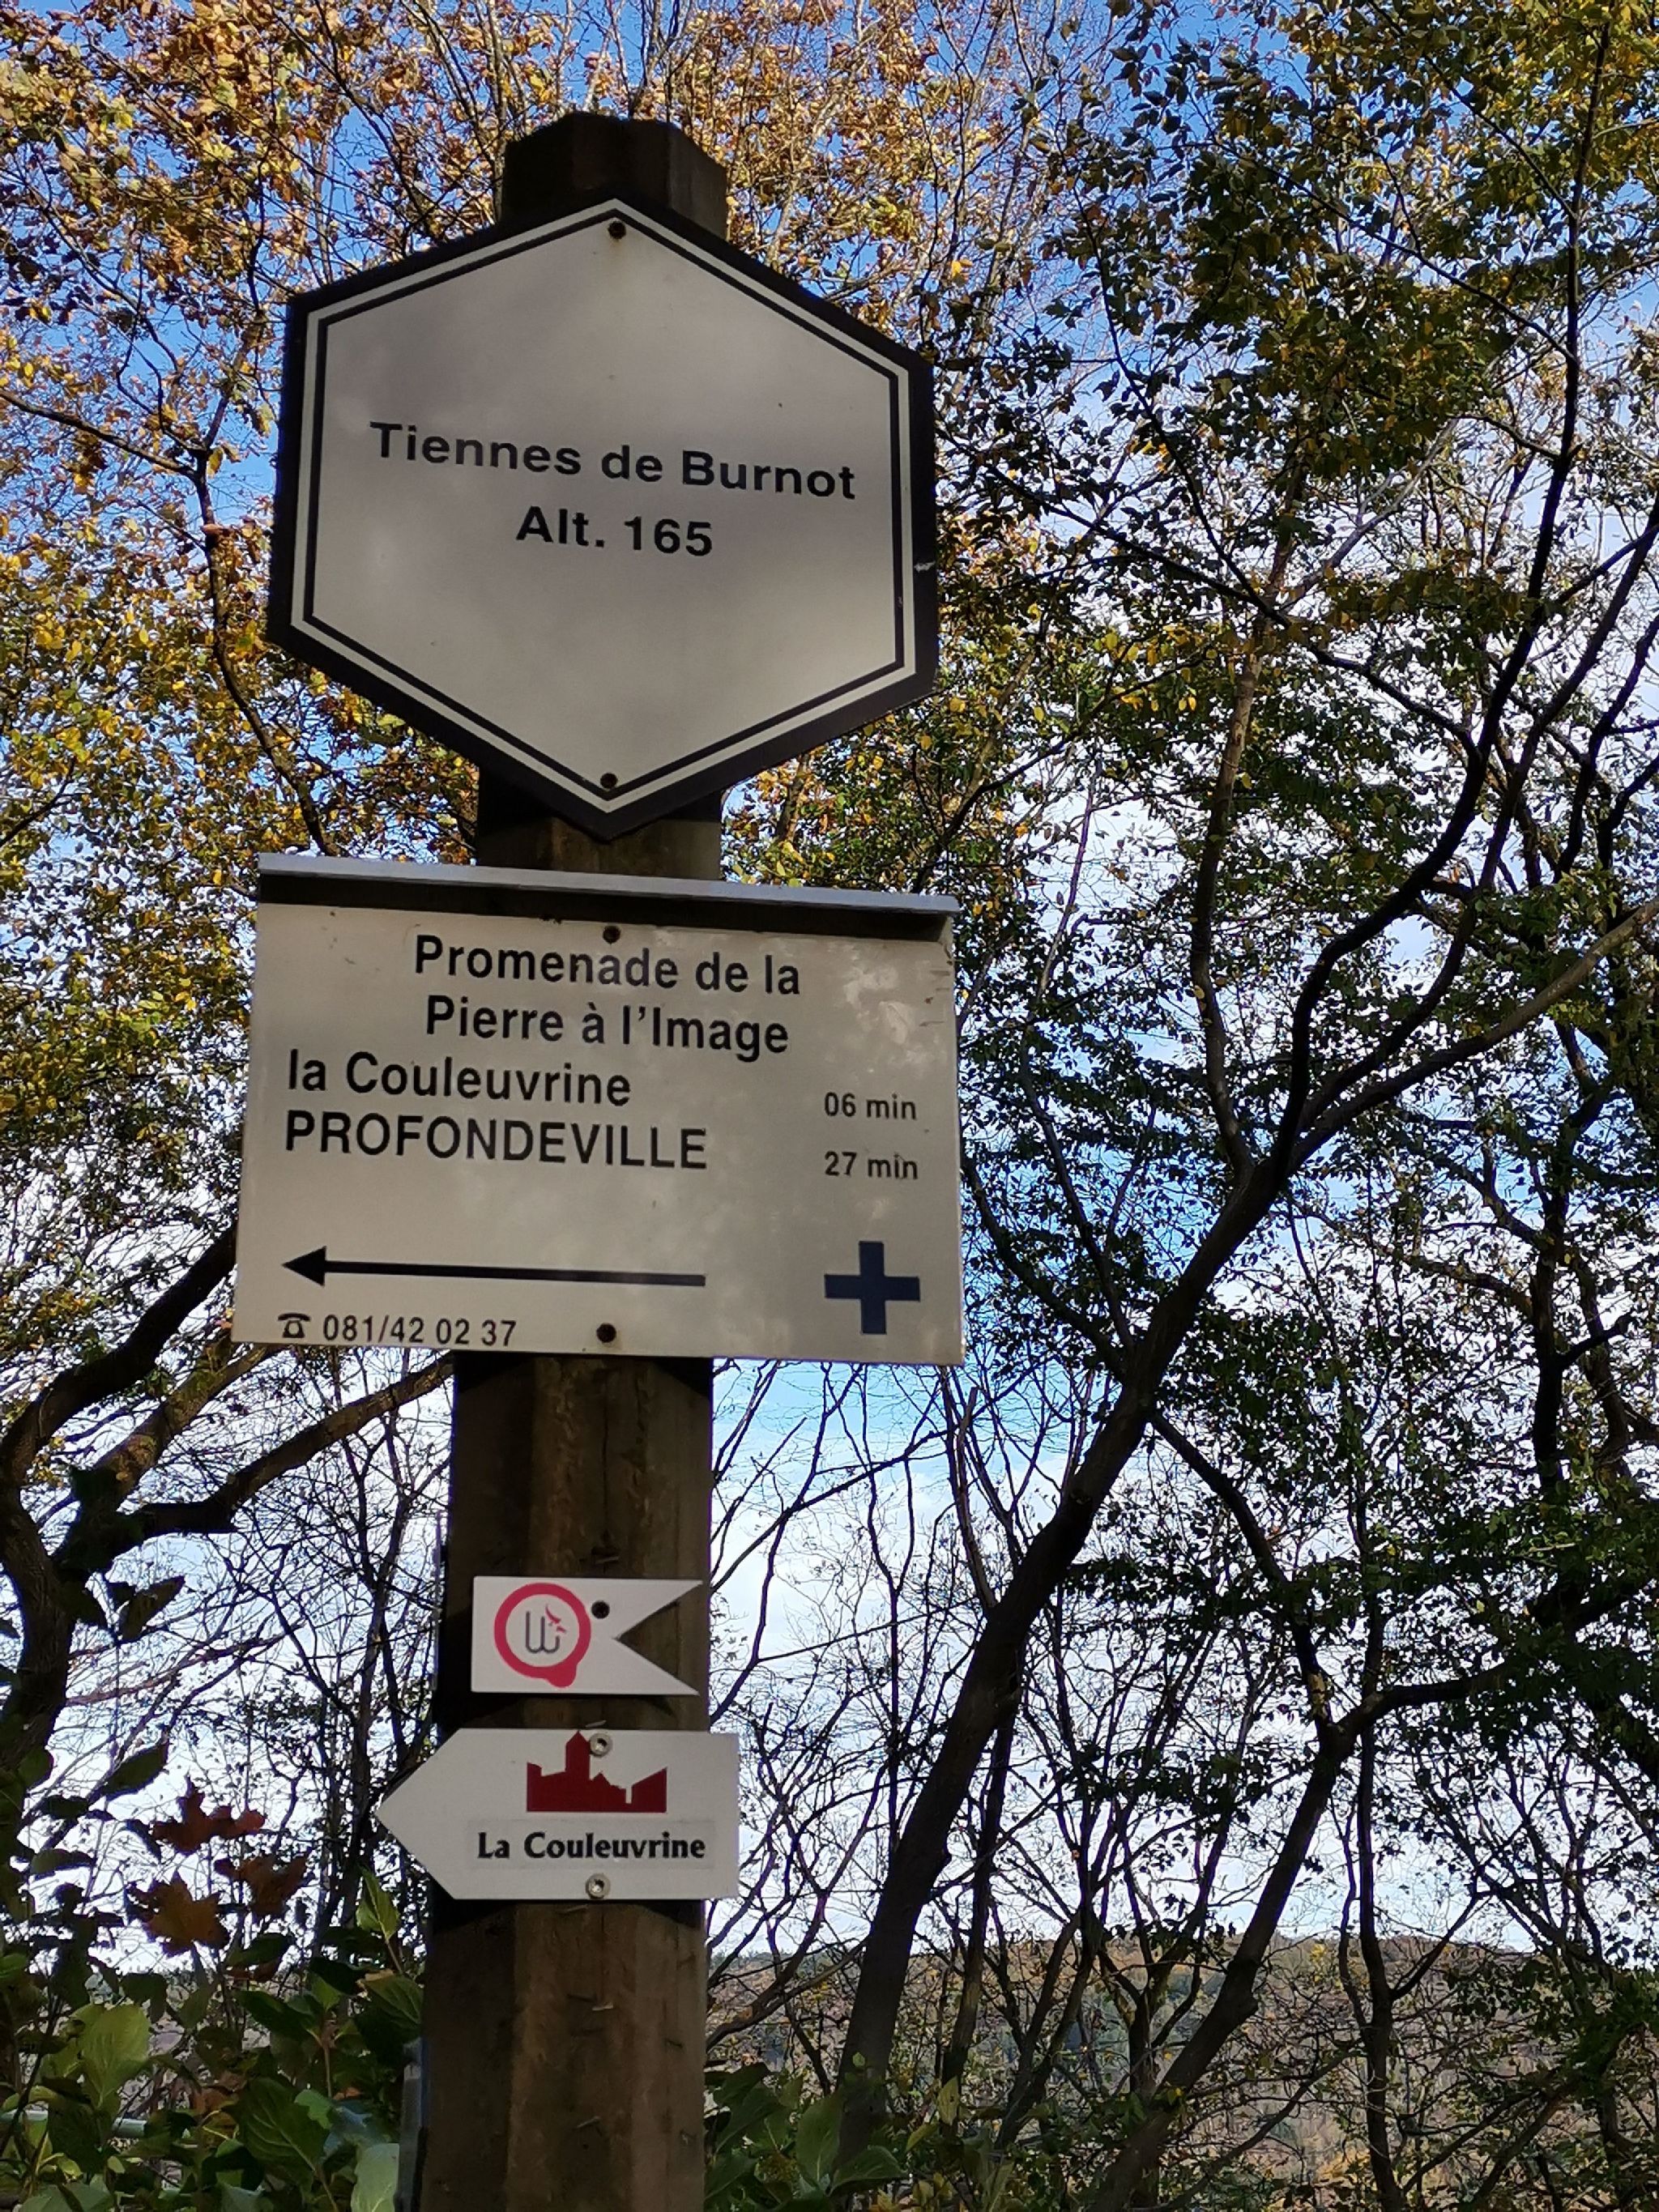 Tiennes de Burnot
Alt. 165
Promenade de la
Pierre à l'Image
la Couleuvrine 06 min
PROFONDEVILLE 27 min
☎ 081/42 02 37
W
La Couleuvrine